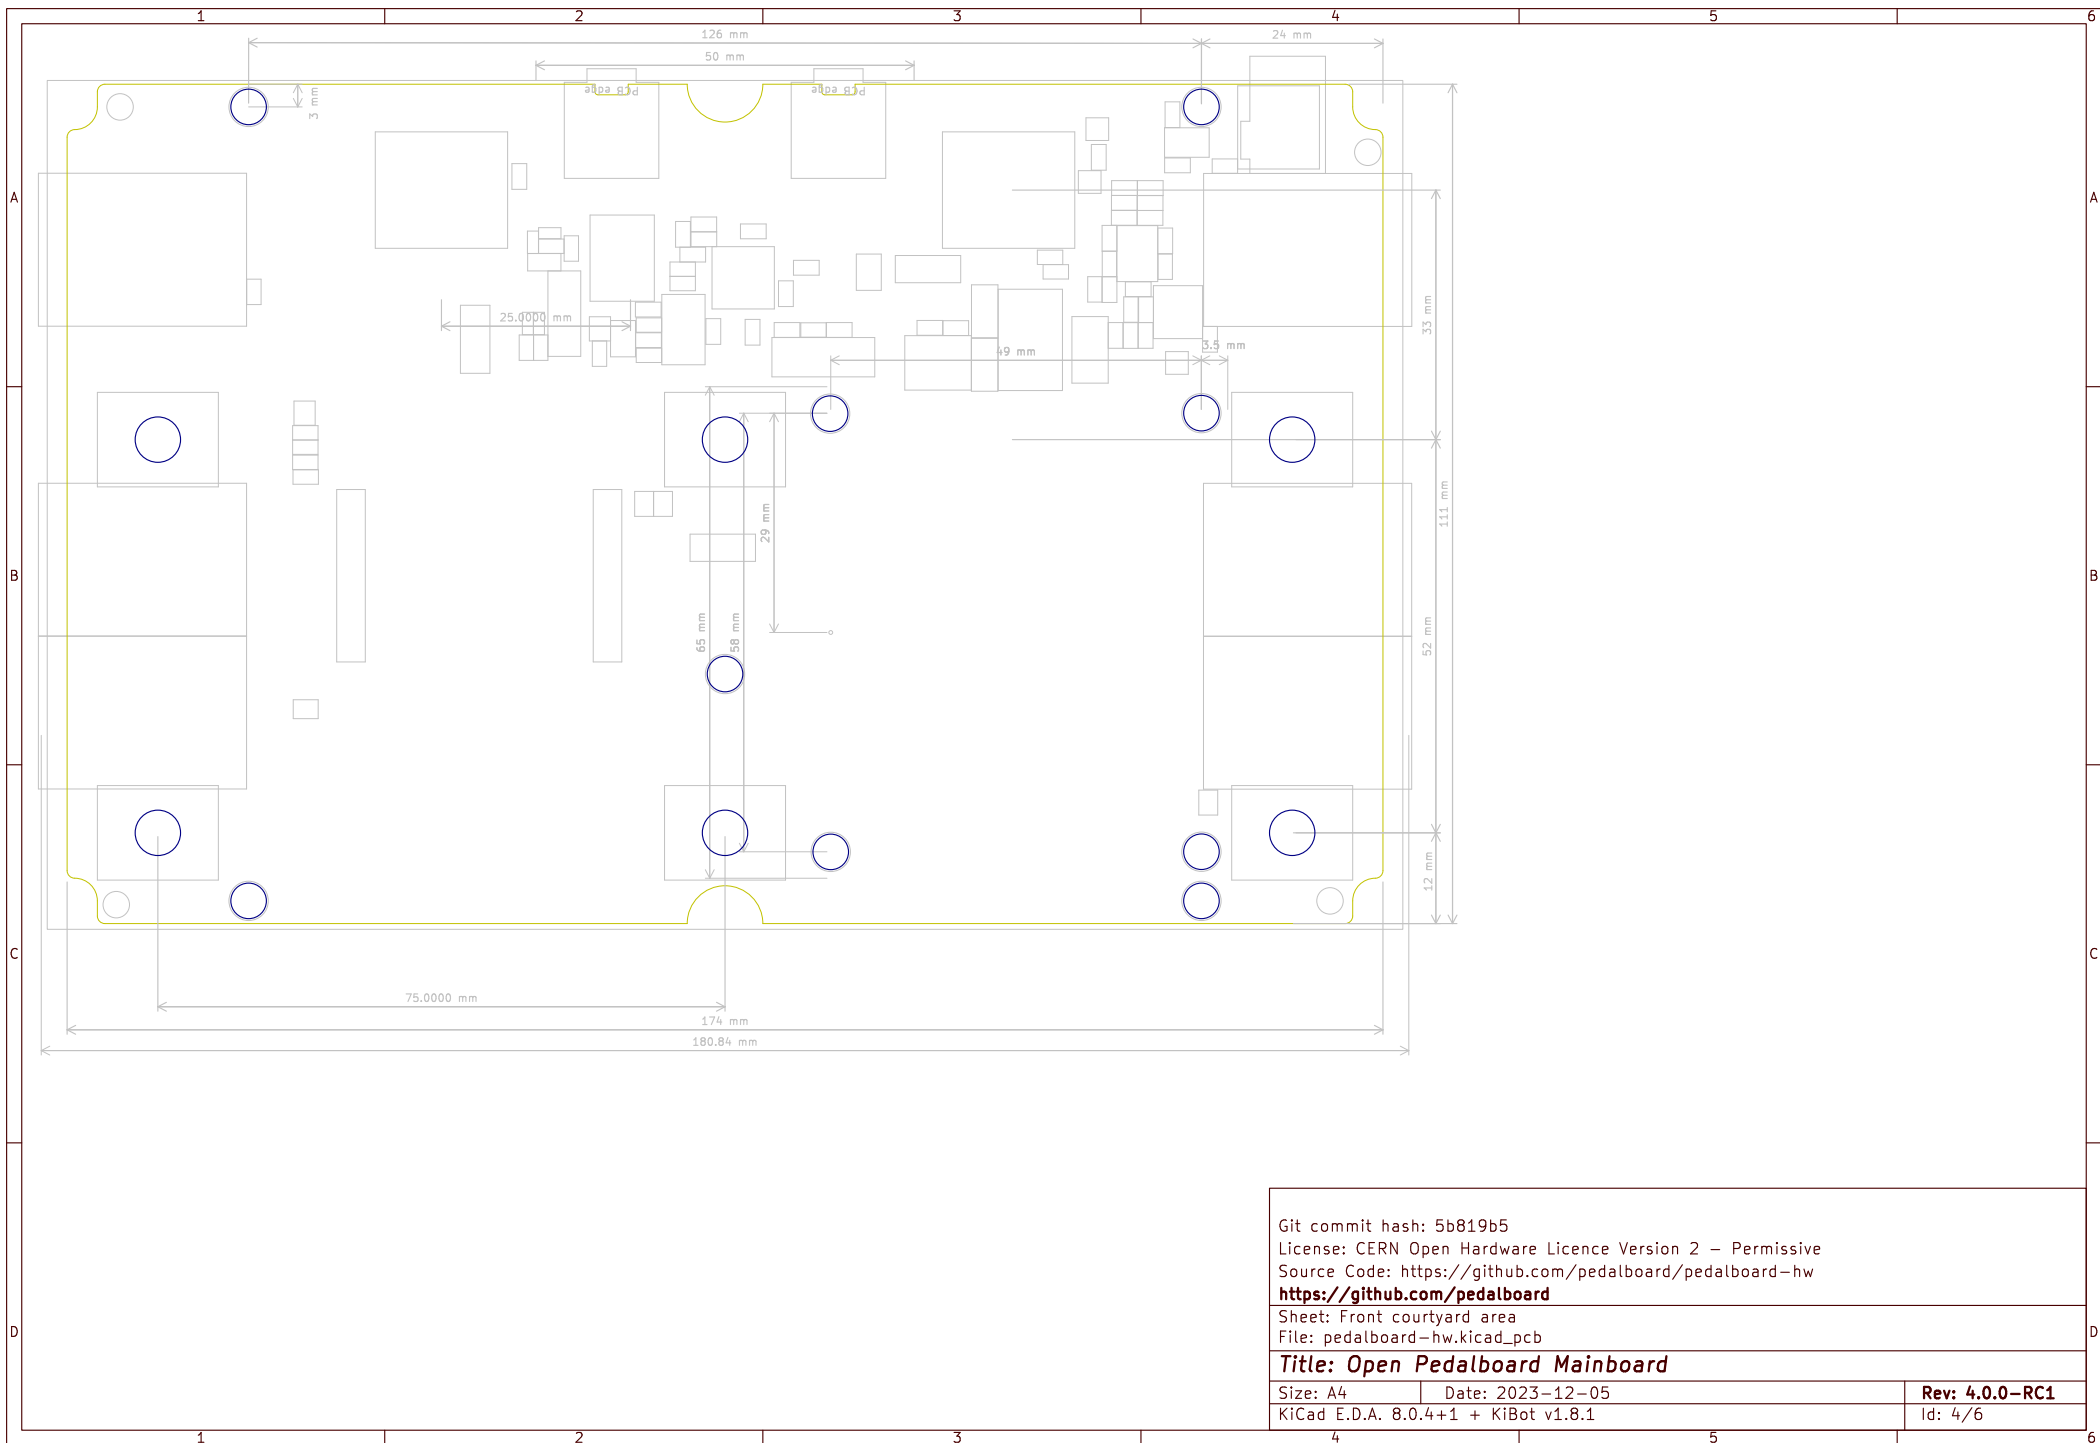 1 2 3 4 5 6
126 mm
24 mm
50 mm
3 mm
PCB edge
PCB edge
A A
25.0000 mm
33 mm
49 mm
3.5 mm
111 mm
29 mm
B B
65 mm
58 mm
52 mm
12 mm
C C
75.0000 mm
174 mm
180.84 mm
Git commit hash: 5b819b5
License: CERN Open Hardware Licence Version 2 - Permissive
Source Code: https://github.com/pedalboard/pedalboard-hw
https://github.com/pedalboard
Sheet: Front courtyard area
D D
File: pedalboard-hw.kicad_pcb
Title: Open Pedalboard Mainboard
Size: A4 Date: 2023-12-05 Rev: 4.0.0-RC1
KiCad E.D.A. 8.0.4+1 + KiBot v1.8.1 Id: 4/6
1 2 3 4 5 6